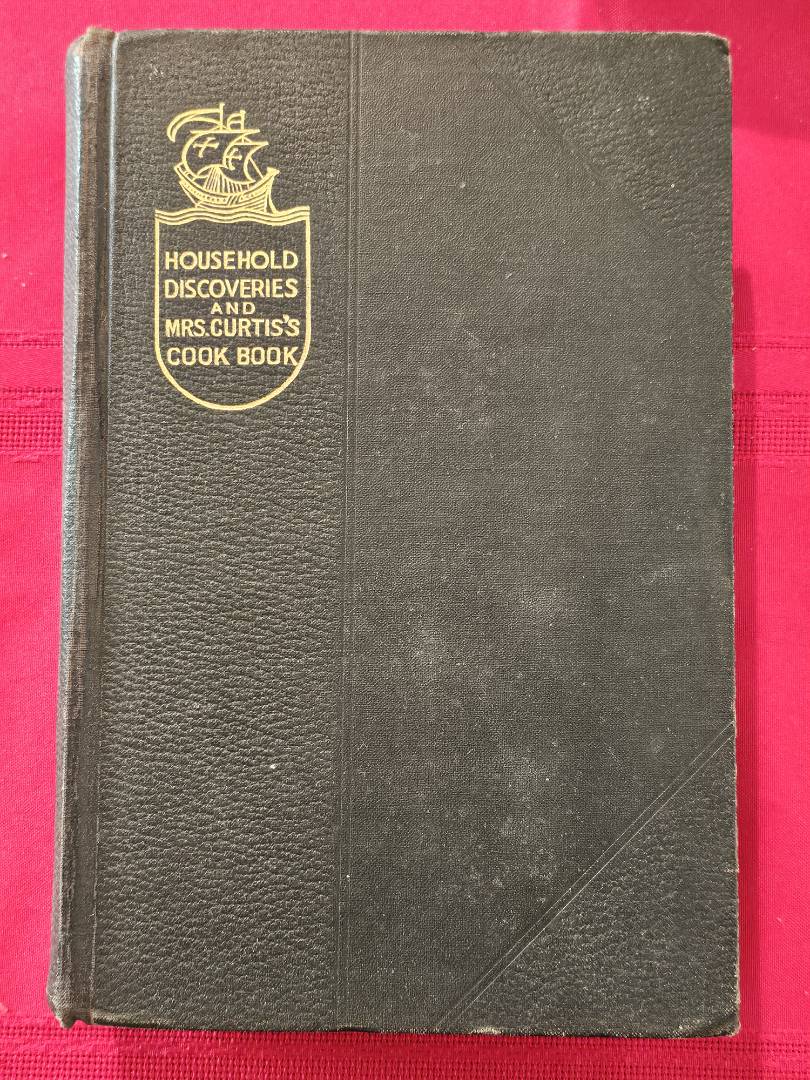 HOUSEHOLD
DISCOVERIES
AND
MRS. CURTIS'S
COOK BOOK